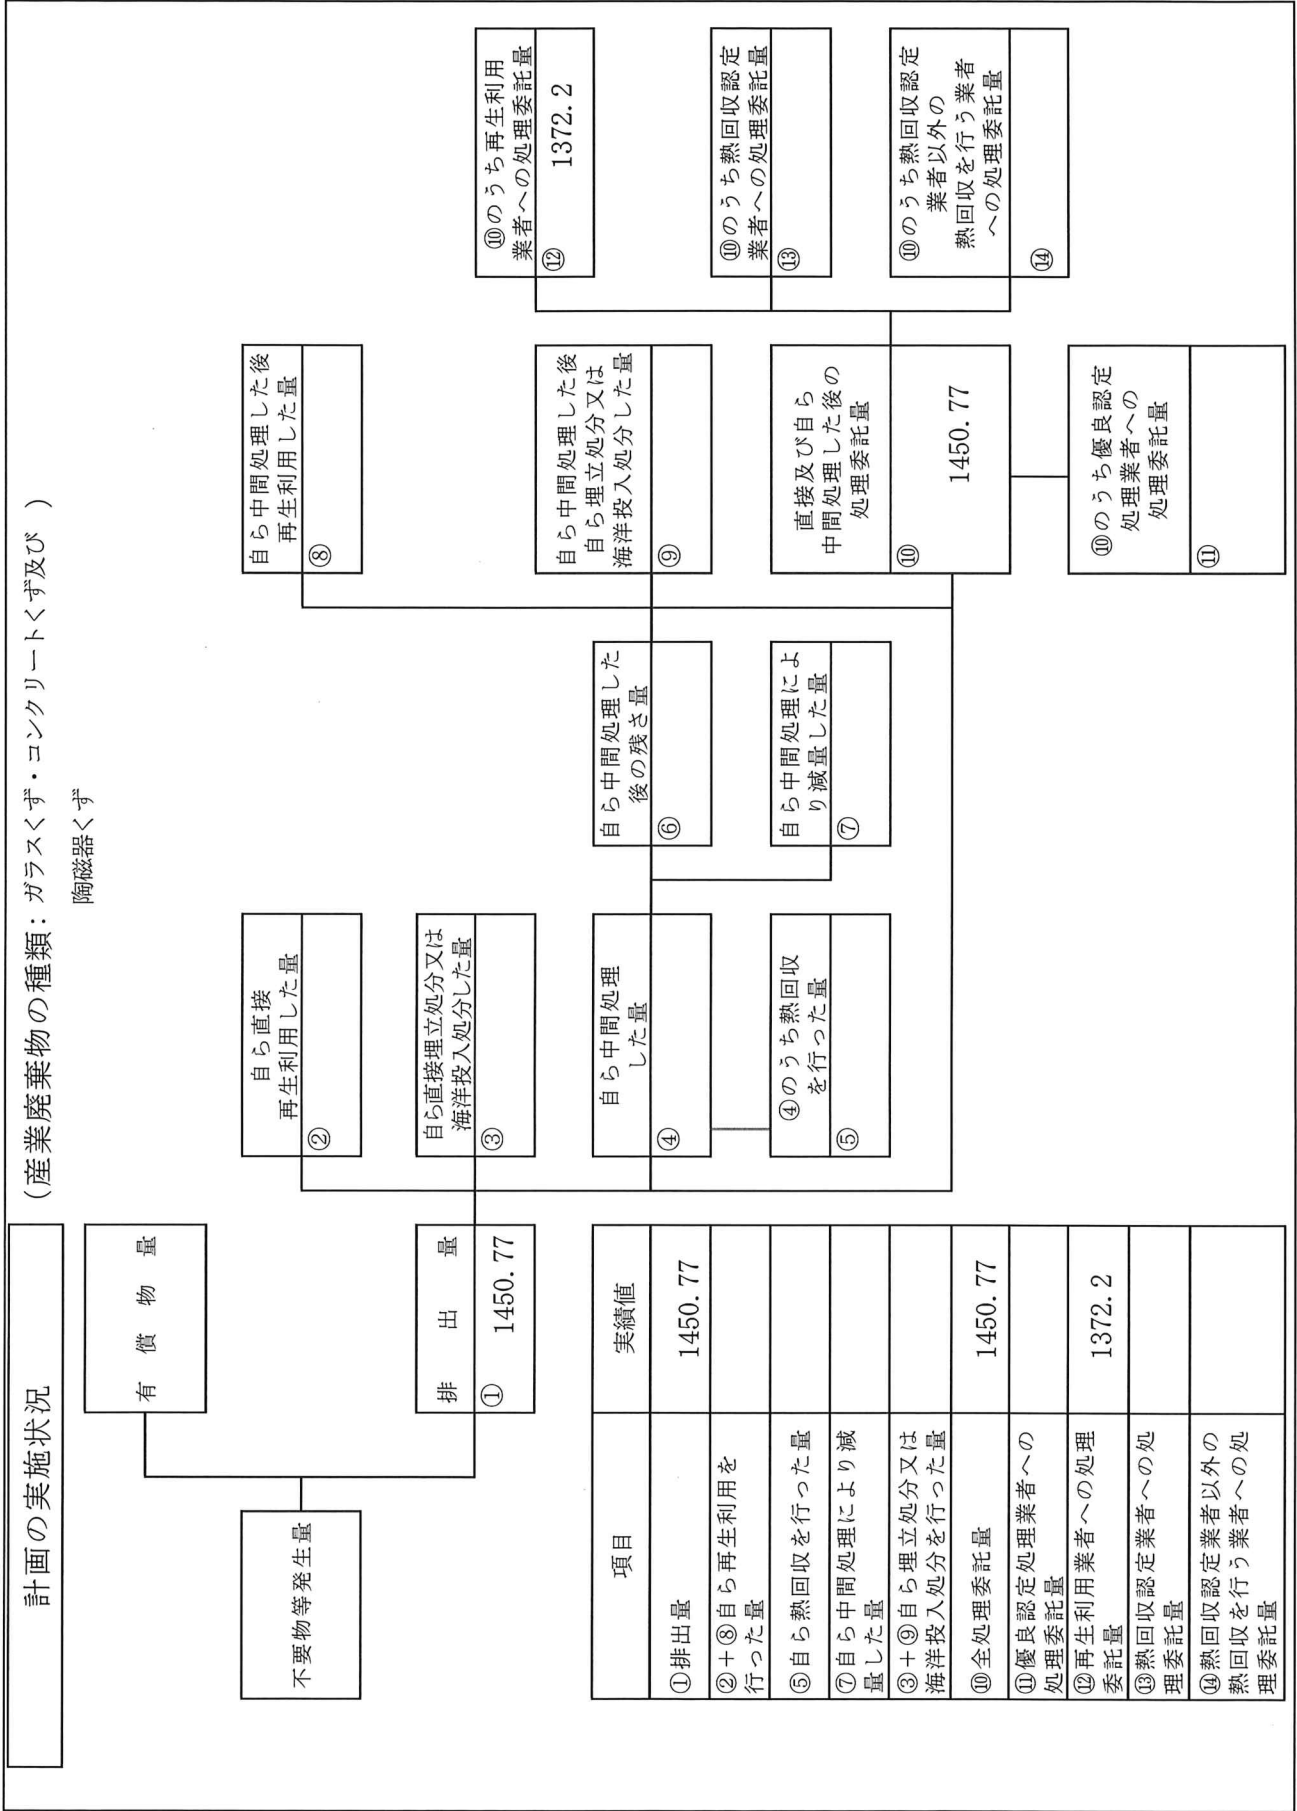 計画の実施状況
(産業廃棄物の種類:ガラスくず・コンクリートくず及び )
陶磁器くず
有償物量
不要物等発生量
排出量
① 1450.77
自ら直接
再生利用した量
②
自ら直接埋立処分又は
海洋投入処分した量
③
自ら中間処理
した量
④
④のうち熱回収
を行った量
⑤
自ら中間処理した
後の残さ量
⑥
自ら中間処理によ
り減量した量
⑦
自ら中間処理した後
再生利用した量
⑧
自ら中間処理した後
自ら埋立処分又は
海洋投入処分した量
⑨
直接及び自ら
中間処理した後の
処理委託量
⑩ 1450.77
⑩のうち優良認定
処理業者への
処理委託量
⑪
⑩のうち再生利用
業者への処理委託量
⑫ 1372.2
⑩のうち熱回収認定
業者への処理委託量
⑬
⑩のうち熱回収認定
業者以外の
熱回収を行う業者
への処理委託量
⑭
項目 実績値
①排出量 1450.77
②+⑧自ら再生利用を
行った量
⑤自ら熱回収を行った量
⑦自ら中間処理により減
量した量
③+⑨自ら埋立処分又は
海洋投入処分を行った量
⑩全処理委託量 1450.77
⑪優良認定処理業者への
処理委託量
⑫再生利用業者への処理
委託量 1372.2
⑬熱回収認定業者への処
理委託量
⑭熱回収認定業者以外の
熱回収を行う業者への処
理委託量